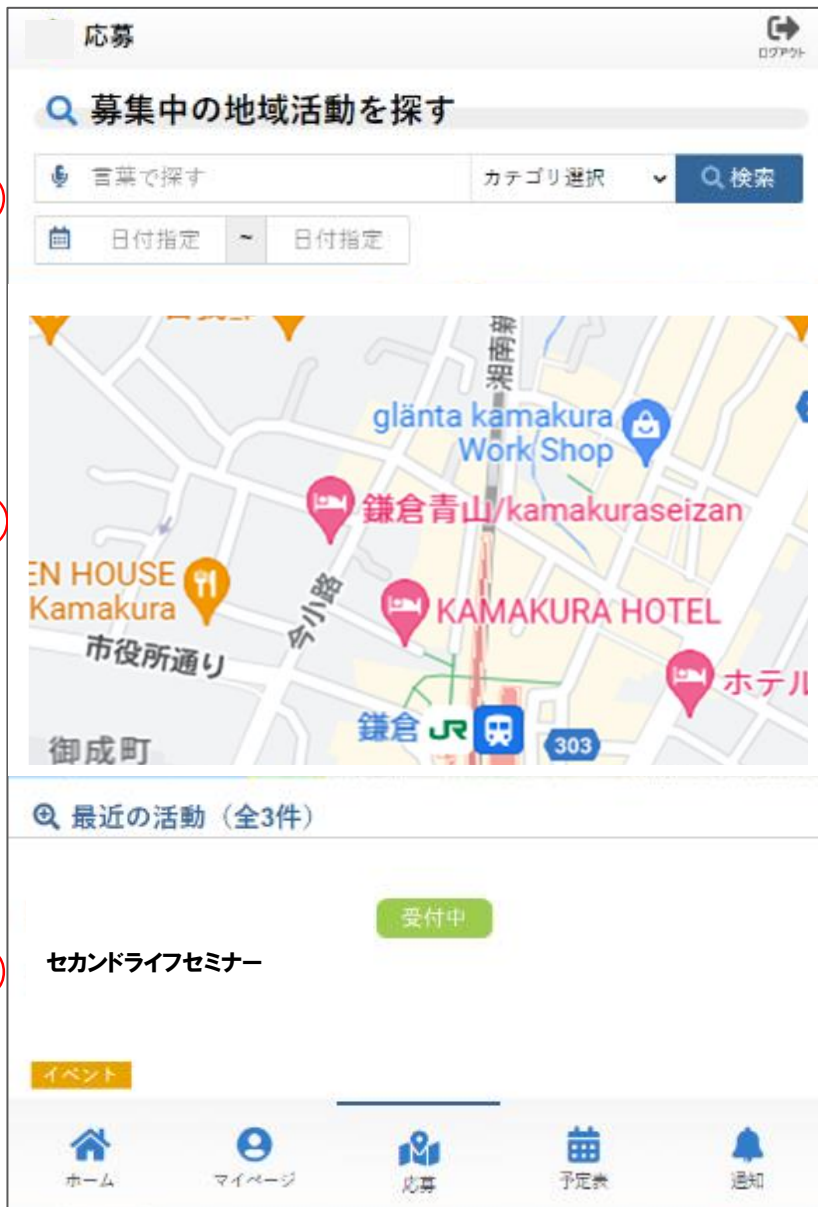 応募
ログアウト
募集中の地域活動を探す
言葉で探す
カテゴリ選択
検索
日付指定 ~ 日付指定
湘南新
glänta kamakura
Work Shop
鎌倉青山/kamakuraseizan
EN HOUSE
Kamakura
今小路
KAMAKURA HOTEL
市役所通り
ホテル
鎌倉 JR
303
御成町
最近の活動(全3件)
受付中
セカンドライフセミナー
イベント
ホーム
マイページ
応募
予定表
通知